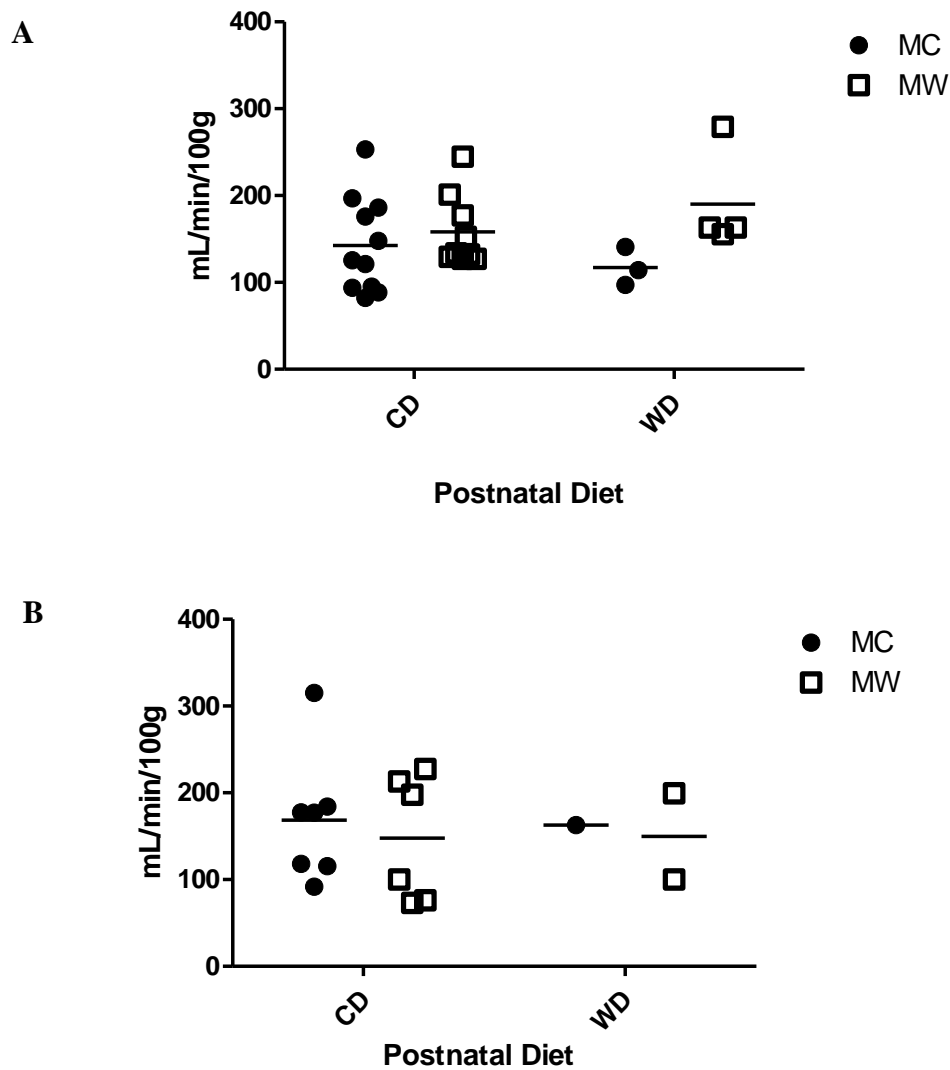 A
400
300
200
100
0
mL/min/100g
MC
MW
CD
WD
Postnatal Diet
B
400
300
200
100
0
mL/min/100g
MC
MW
CD
WD
Postnatal Diet